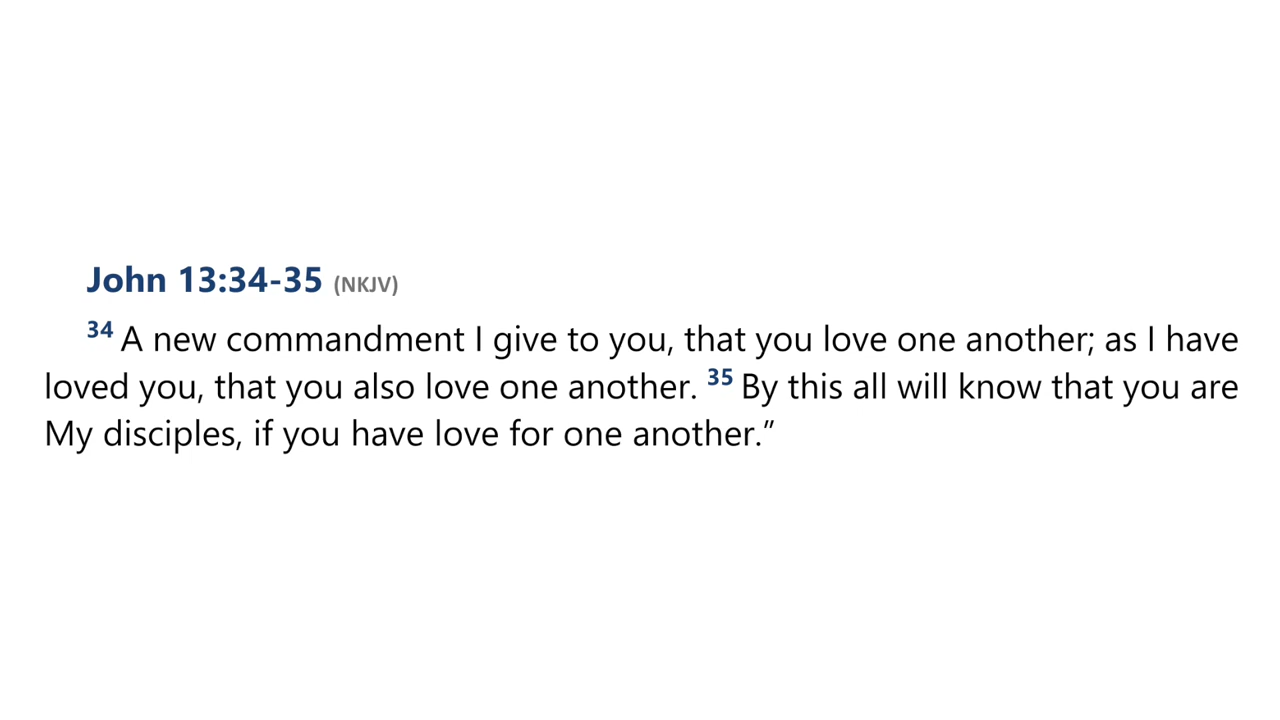 John 13:34-35 (NKJV)
34 A new commandment I give to you, that you love one another; as I have
loved you, that you also love one another. 35 By this all will know that you are
My disciples, if you have love for one another.”